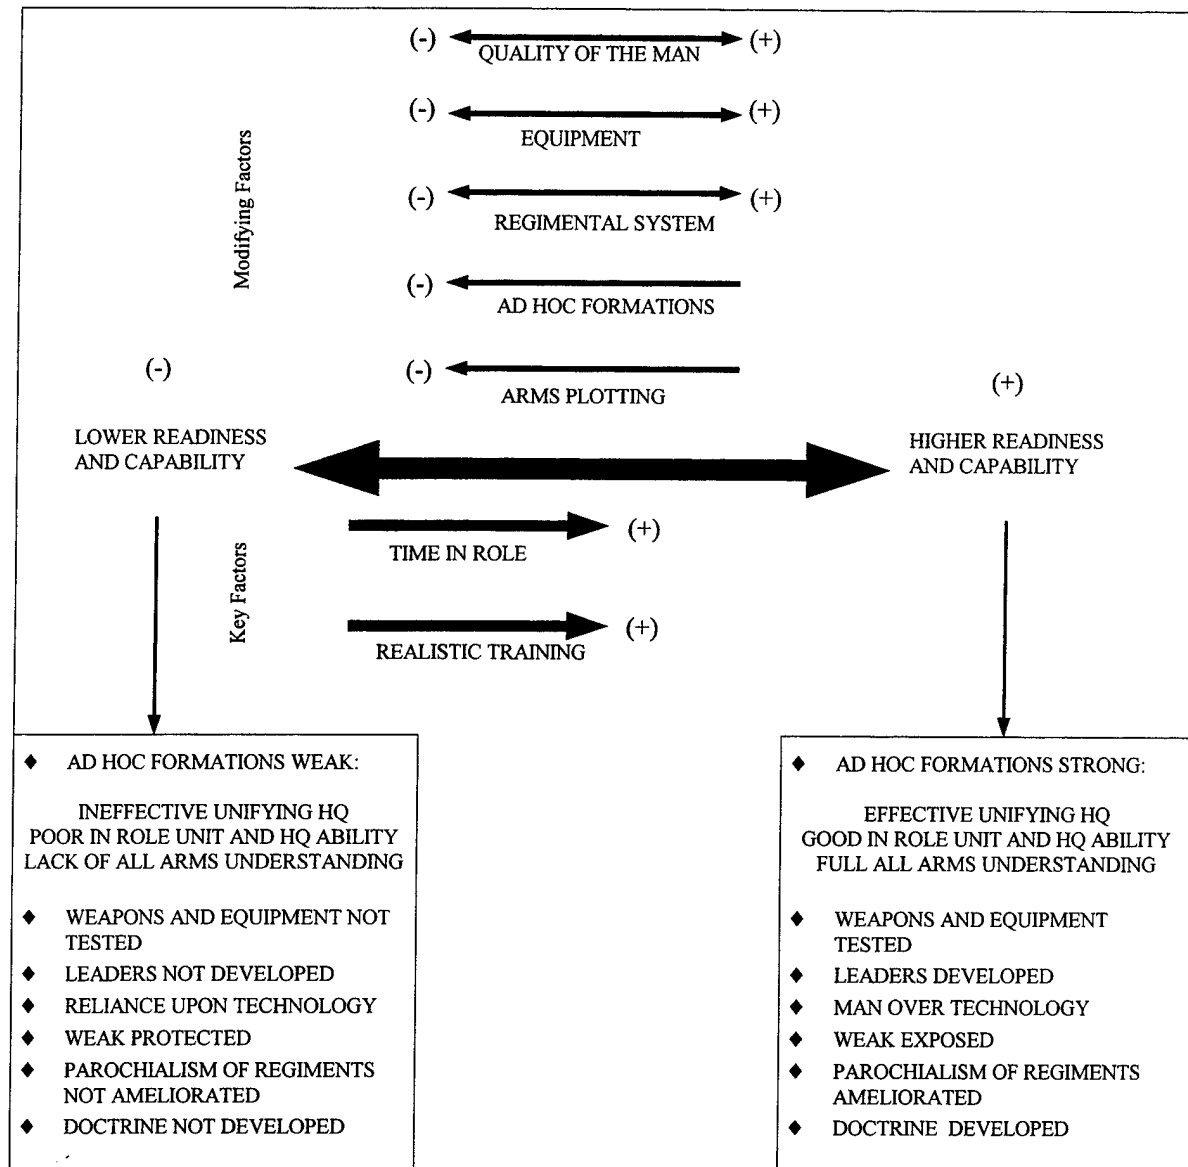 (-) (+)
QUALITY OF THE MAN
(-) (+)
EQUIPMENT
(-) (+)
REGIMENTAL SYSTEM
(-)
AD HOC FORMATIONS
(-)
ARMS PLOTTING
Modifying Factors
(-)
LOWER READINESS
AND CAPABILITY
(+)
HIGHER READINESS
AND CAPABILITY
Key Factors
(+)
TIME IN ROLE
(+)
REALISTIC TRAINING
♦ AD HOC FORMATIONS WEAK:
INEFFECTIVE UNIFYING HQ
POOR IN ROLE UNIT AND HQ ABILITY
LACK OF ALL ARMS UNDERSTANDING
♦ WEAPONS AND EQUIPMENT NOT
TESTED
♦ LEADERS NOT DEVELOPED
♦ RELIANCE UPON TECHNOLOGY
♦ WEAK PROTECTED
♦ PAROCHIALISM OF REGIMENTS
NOT AMELIORATED
♦ DOCTRINE NOT DEVELOPED
♦ AD HOC FORMATIONS STRONG:
EFFECTIVE UNIFYING HQ
GOOD IN ROLE UNIT AND HQ ABILITY
FULL ALL ARMS UNDERSTANDING
♦ WEAPONS AND EQUIPMENT
TESTED
♦ LEADERS DEVELOPED
♦ MAN OVER TECHNOLOGY
♦ WEAK EXPOSED
♦ PAROCHIALISM OF REGIMENTS
AMELIORATED
♦ DOCTRINE DEVELOPED